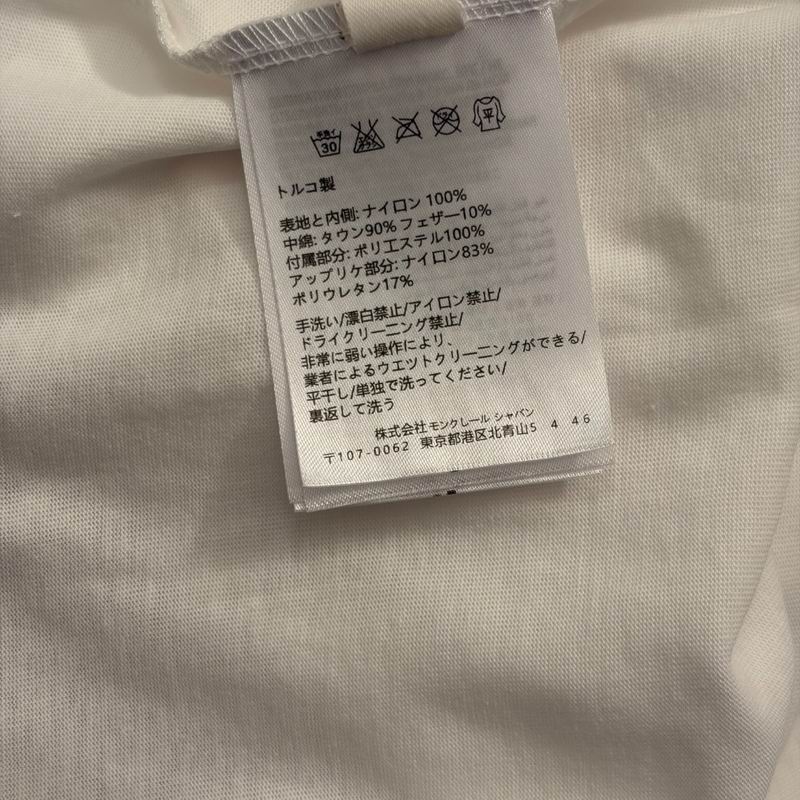 手洗イ
30
平
トルコ製
表地と内側: ナイロン 100%
中綿: タウン90% フェザー10%
付属部分: ポリエステル100%
アップリケ部分: ナイロン83%
ポリウレタン17%
手洗い/漂白禁止/アイロン禁止/
ドライクリーニング禁止/
非常に弱い操作により、
業者によるウエットクリーニングができる/
平干し/単独で洗ってください/
裏返して洗う
株式会社モンクレール シャパン
〒107-0062 東京都港区北青山5 4 46